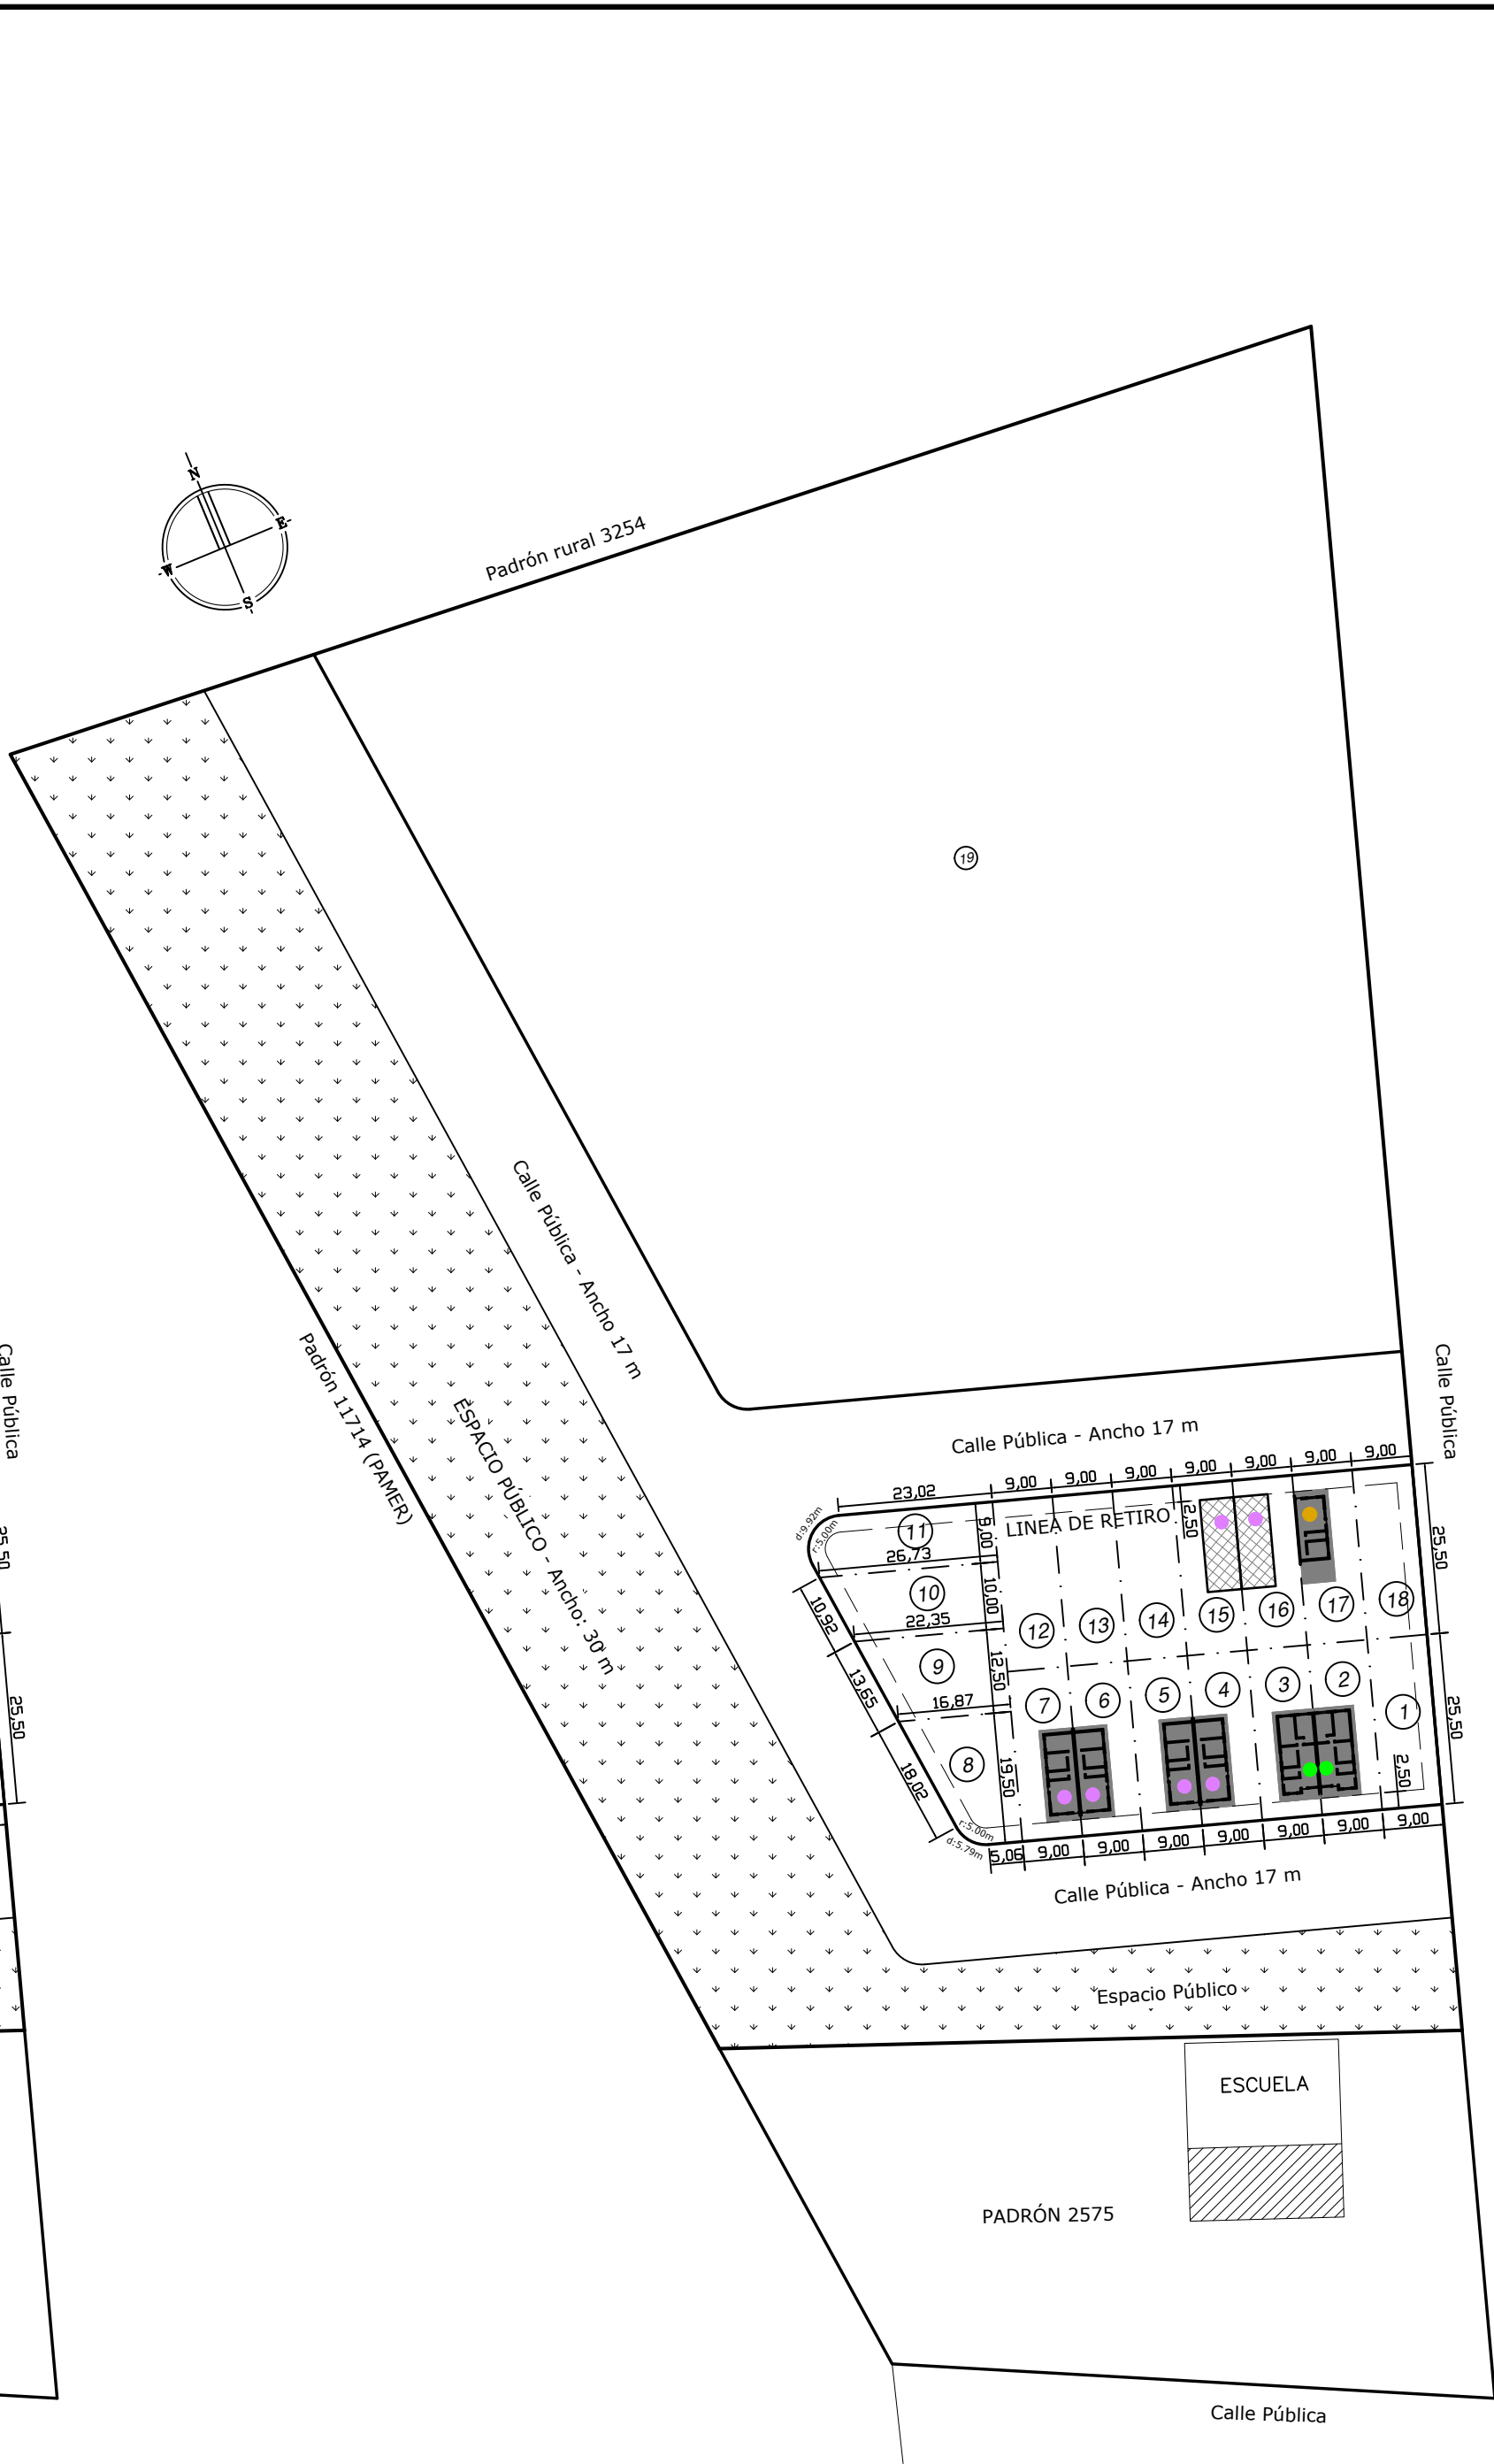 N
E
W
S
Padrón rural 3254
19
Calle Pública - Ancho 17 m
Padrón 11714 (PAMER)
ESPACIO PÚBLICO - Ancho: 30 m
Calle Pública
25,50
25,50
Calle Pública
Calle Pública - Ancho 17 m
23,02
9,00
9,00
9,00
9,00
9,00
9,00
9,00
d:9.92m
r:5.00m
11
LINEA DE RETIRO
2,50
9,00
26,73
10
10,00
22,35
10,92
9
12,50
13,65
16,87
8
19,50
18,02
12
13
14
15
16
17
18
25,50
7
6
5
4
3
2
1
25,50
2,50
r:5.00m
d:5.79m
5,06
9,00
9,00
9,00
9,00
9,00
9,00
9,00
Calle Pública - Ancho 17 m
Espacio Público
ESCUELA
PADRÓN 2575
Calle Pública